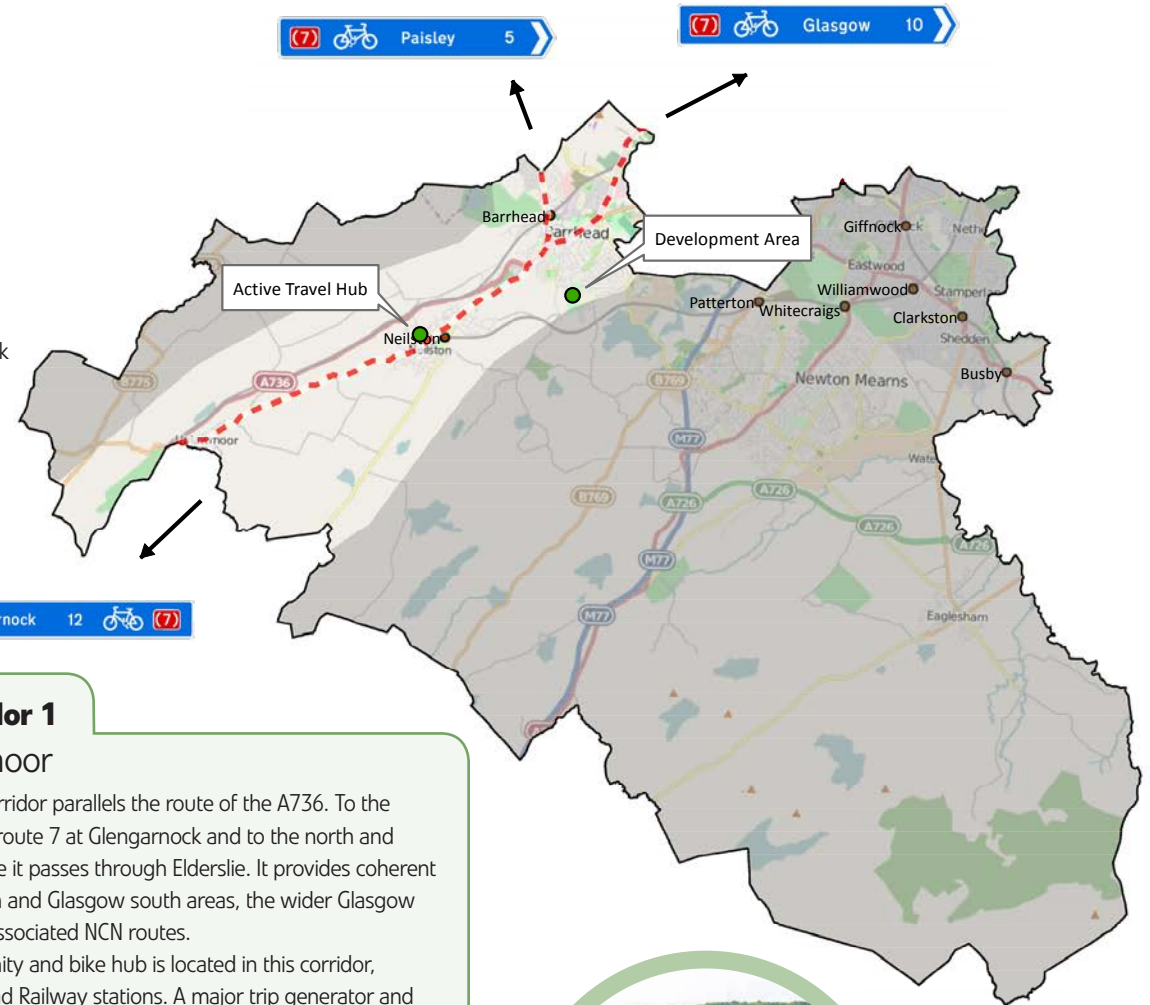 (7) Paisley 5
(7) Glasgow 10
Barrhead
Barrhead
Development Area
Giffnock
Eastwood
Active Travel Hub
Patterton
Whitecraigs
Williamwood
Clarkston
Shedden
Neilston
Busby
B775
A736
B769
Newton Mearns
M77
B769
A726
A726
A726
A726
M77
M77
Eaglesham
k
rnock 12 (7)
lor 1
noor
rridor parallels the route of the A736. To the
route 7 at Glengarnock and to the north and
e it passes through Elderslie. It provides coherent
n and Glasgow south areas, the wider Glasgow
ssociated NCN routes.
nity and bike hub is located in this corridor,
d Railway stations. A major trip generator and